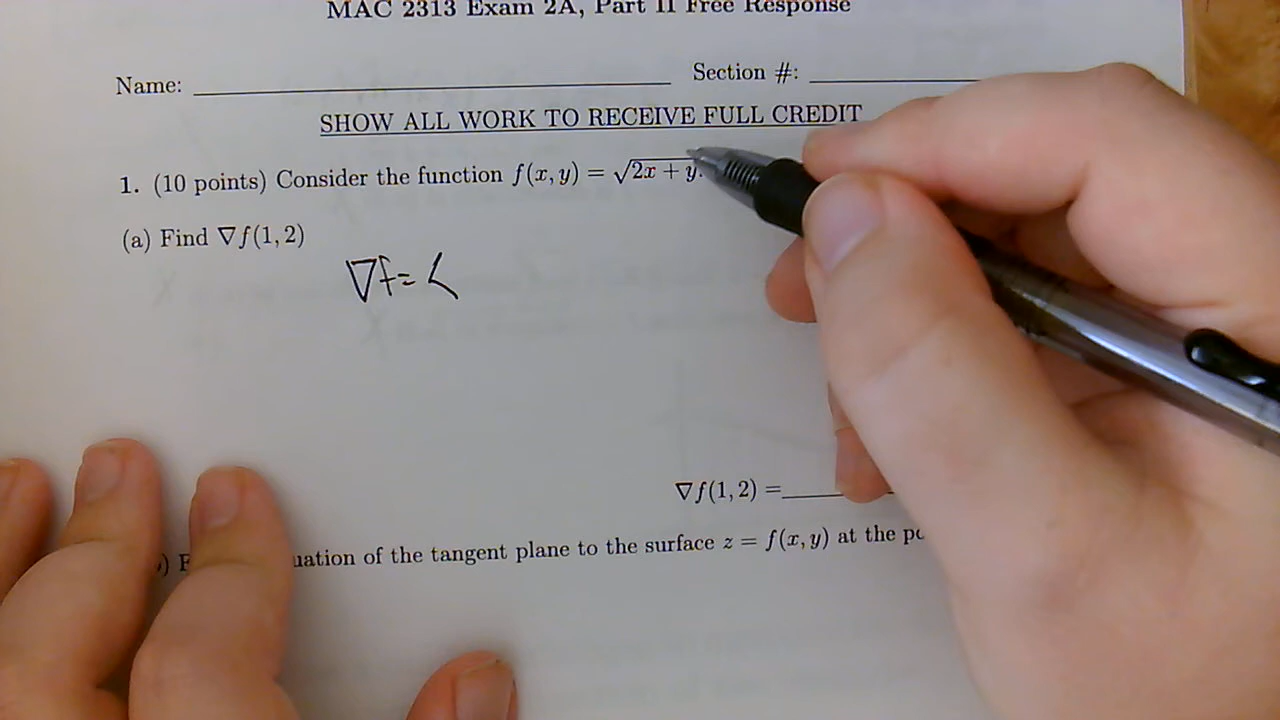 MAC 2313 Exam 2A, Part II Free Response
Name: Section #:
SHOW ALL WORK TO RECEIVE FULL CREDIT
1. (10 points) Consider the function f(x, y) = √2x + y.
(a) Find ∇f(1, 2)
∇f = <
∇f(1, 2) =
of the tangent plane to the surface z = f(x, y) at the